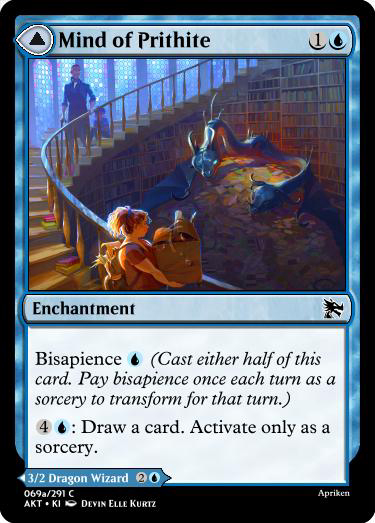 Mind of Prithite 1
Enchantment
Bisapience (Cast either half of this
card. Pay bisapience once each turn as a
sorcery to transform for that turn.)
4 : Draw a card. Activate only as a
sorcery.
3/2 Dragon Wizard 2
069a/291 C
AKT • KI Devin Elle Kurtz
Apriken